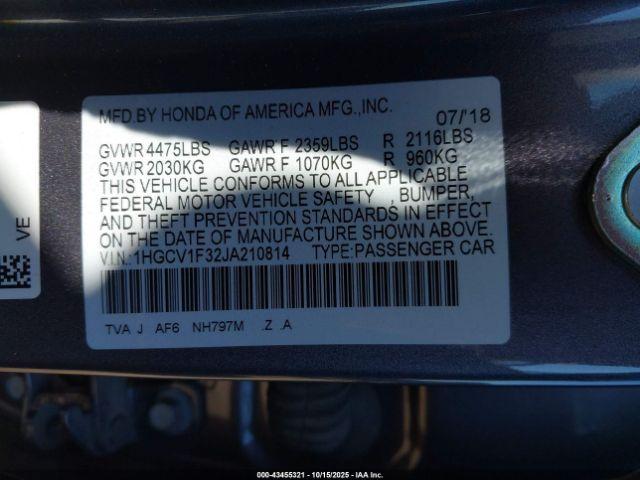 MFD.BY HONDA OF AMERICA MFG.,INC. 07/'18
GVWR 4475LBS GAWR F 2359LBS R 2116LBS
GVWR 2030KG GAWR F 1070KG R 960KG
THIS VEHICLE CONFORMS TO ALL APPLICABLE
FEDERAL MOTOR VEHICLE SAFETY , BUMPER,
AND THEFT PREVENTION STANDARDS IN EFFECT
ON THE DATE OF MANUFACTURE SHOWN ABOVE.
V.I.N.:1HGCV1F32JA210814 TYPE:PASSENGER CAR
TVA J AF6 NH797M .Z .A
VE
000-43455321 - 10/15/2025 - IAA Inc.